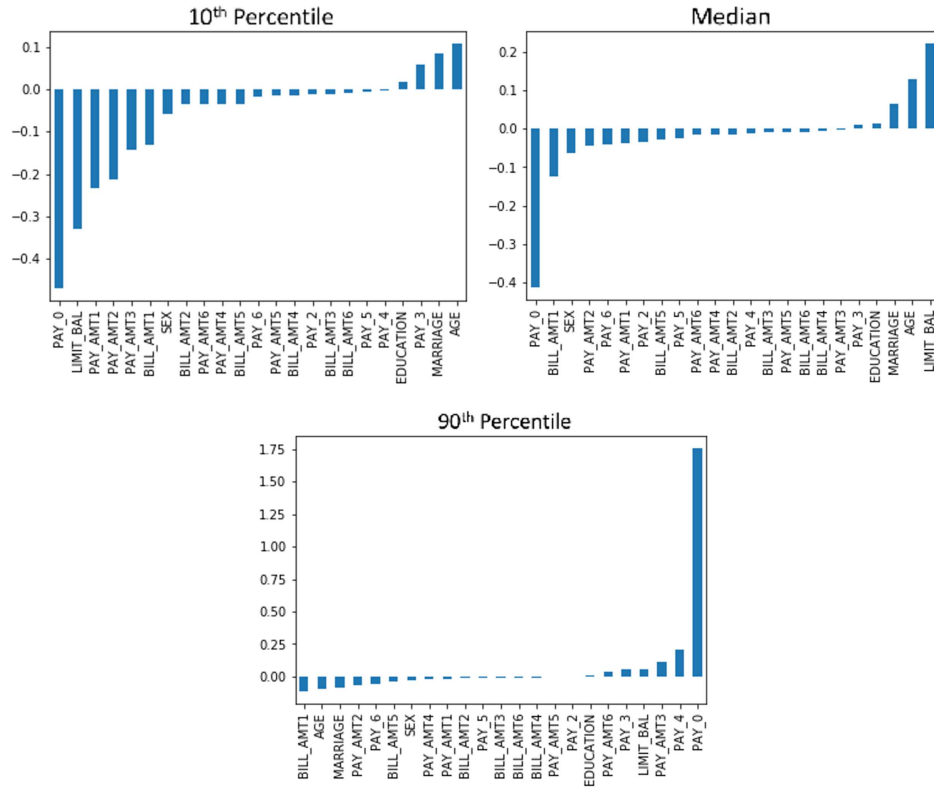 10th Percentile
0.1
0.0
−0.1
−0.2
−0.3
−0.4
PAY_0
LIMIT_BAL
PAY_AMT1
PAY_AMT2
PAY_AMT3
BILL_AMT1
SEX
BILL_AMT2
PAY_AMT6
PAY_AMT4
BILL_AMT5
PAY_6
PAY_AMT5
BILL_AMT4
PAY_2
BILL_AMT3
BILL_AMT6
PAY_5
PAY_4
EDUCATION
PAY_3
MARRIAGE
AGE
Median
0.2
0.1
0.0
−0.1
−0.2
−0.3
−0.4
PAY_0
BILL_AMT1
SEX
PAY_AMT2
PAY_6
PAY_AMT1
PAY_2
BILL_AMT5
PAY_5
PAY_AMT6
PAY_AMT4
BILL_AMT2
PAY_4
BILL_AMT3
PAY_AMT5
BILL_AMT6
BILL_AMT4
PAY_AMT3
PAY_3
EDUCATION
MARRIAGE
AGE
LIMIT_BAL
90th Percentile
1.75
1.50
1.25
1.00
0.75
0.50
0.25
0.00
BILL_AMT1
AGE
MARRIAGE
PAY_AMT2
PAY_6
BILL_AMT5
SEX
PAY_AMT4
PAY_AMT1
BILL_AMT2
PAY_5
BILL_AMT3
BILL_AMT6
BILL_AMT4
PAY_AMT5
PAY_2
EDUCATION
PAY_AMT6
PAY_3
LIMIT_BAL
PAY_AMT3
PAY_4
PAY_0